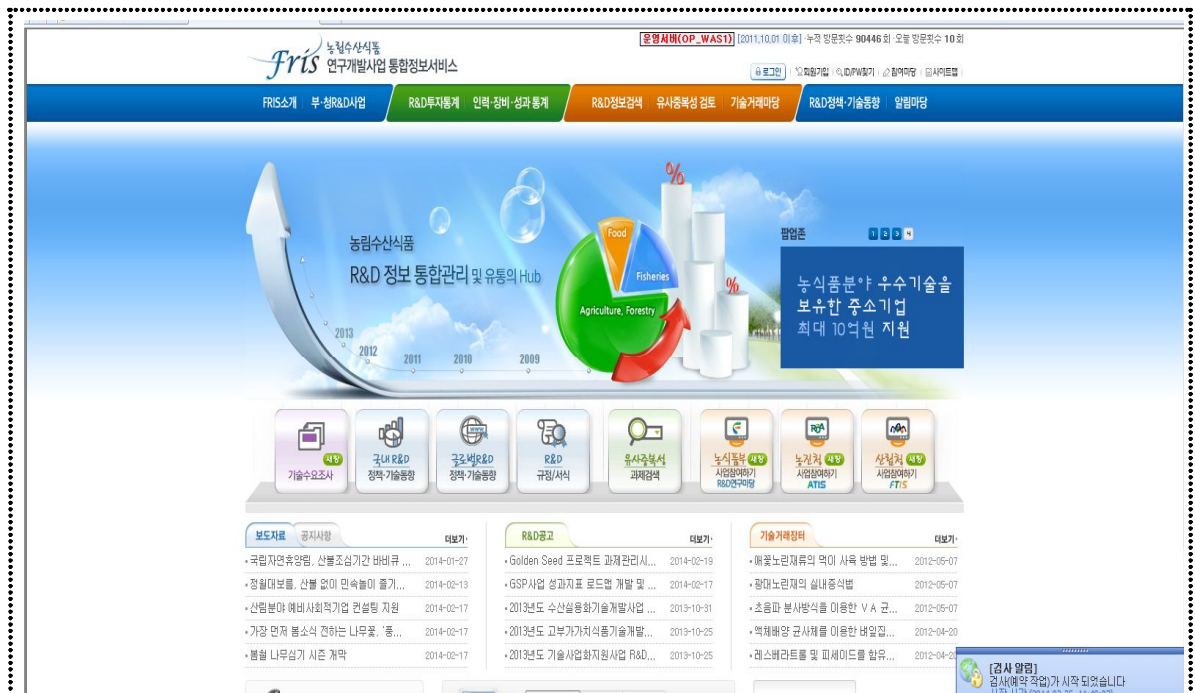 운영서버(OP_WAS1) [2011,10,01 이후] ·누적 방문횟수 90446 회 ·오늘 방문횟수 10 회
Fris 농림수산식품
연구개발사업 통합정보서비스
로그인 회원가입 ID/PW찾기 참여마당 사이트맵
FRIS소개 부·청R&D사업 R&D투자통계 인력·장비·성과 통계 R&D정보검색 유사중복성 검토 기술거래마당 R&D정책·기술동향 알림마당
농림수산식품
R&D 정보 통합관리 및 유통의 Hub
2013
2012
2011
2010
2009
%
Food
Fisheries
Agriculture, Forestry
%
팝업존 1 2 3 4
농식품분야 우수기술을
보유한 중소기업
최대 10억원 지원
새창
기술수요조사
국내 R&D
정책·기술동향
www
글로벌R&D
정책·기술동향
R&D
규정/서식
유사중복성
과제검색
농식품부 새창
사업참여하기
R&D연구마당
RDA
농진청 새창
사업참여하기
ATIS
산림청 새창
사업참여하기
FTIS
보도자료 공지사항 더보기·
·국립자연휴양림, 산불조심기간 바비큐 ... 2014-01-27
·정월대보름, 산불 없이 민속놀이 즐기... 2014-02-13
·산림분야 예비사회적기업 컨설팅 지원 2014-02-17
·가장 먼저 봄소식 전하는 나무꽃, '풍... 2014-02-17
·봄철 나무심기 시즌 개막 2014-02-17
R&D공고 더보기·
·Golden Seed 프로젝트 과제관리시... 2014-02-19
·GSP사업 성과지표 로드맵 개발 및 ... 2014-02-17
·2013년도 수산실용화기술개발사업 ... 2013-10-31
·2013년도 고부가가치식품기술개발... 2013-10-25
·2013년도 기술사업화지원사업 R&D... 2013-10-25
기술거래장터 더보기·
·애꽃노린재류의 먹이 사육 방법 및... 2012-05-07
·광대노린재의 실내증식법 2012-05-07
·초음파 분사방식을 이용한 V A 균... 2012-05-07
·액체배양 균사체를 이용한 벼일집... 2012-04-20
·레스베라트롤 및 피세이드를 함유... 2012-04-20
[검사 알림]
검사(예약 작업)가 시작 되었습니다